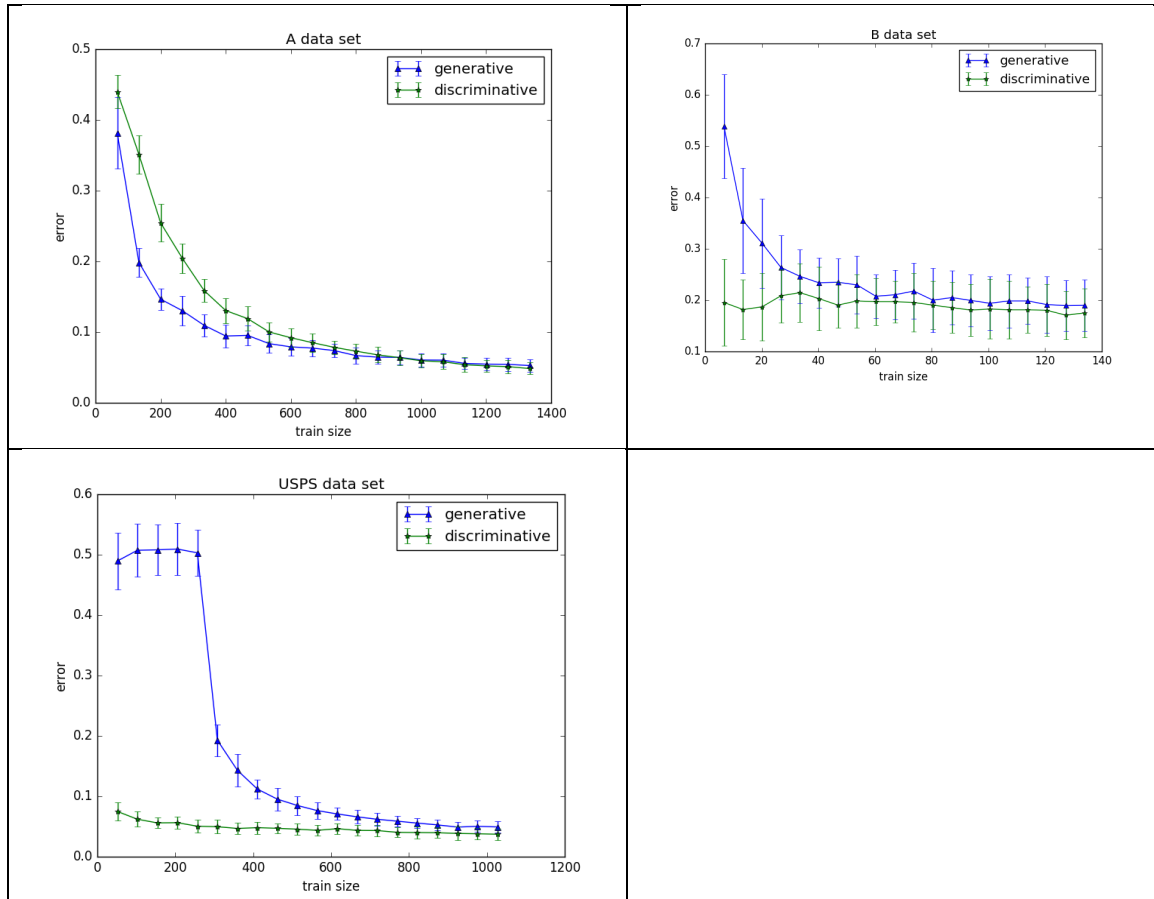 A data set
0.5
0.4
0.3
0.2
0.1
0.0
error
generative
discriminative
0 200 400 600 800 1000 1200 1400
train size
B data set
0.7
0.6
0.5
0.4
0.3
0.2
0.1
error
generative
discriminative
0 20 40 60 80 100 120 140
train size
USPS data set
0.6
0.5
0.4
0.3
0.2
0.1
0.0
error
generative
discriminative
0 200 400 600 800 1000 1200
train size